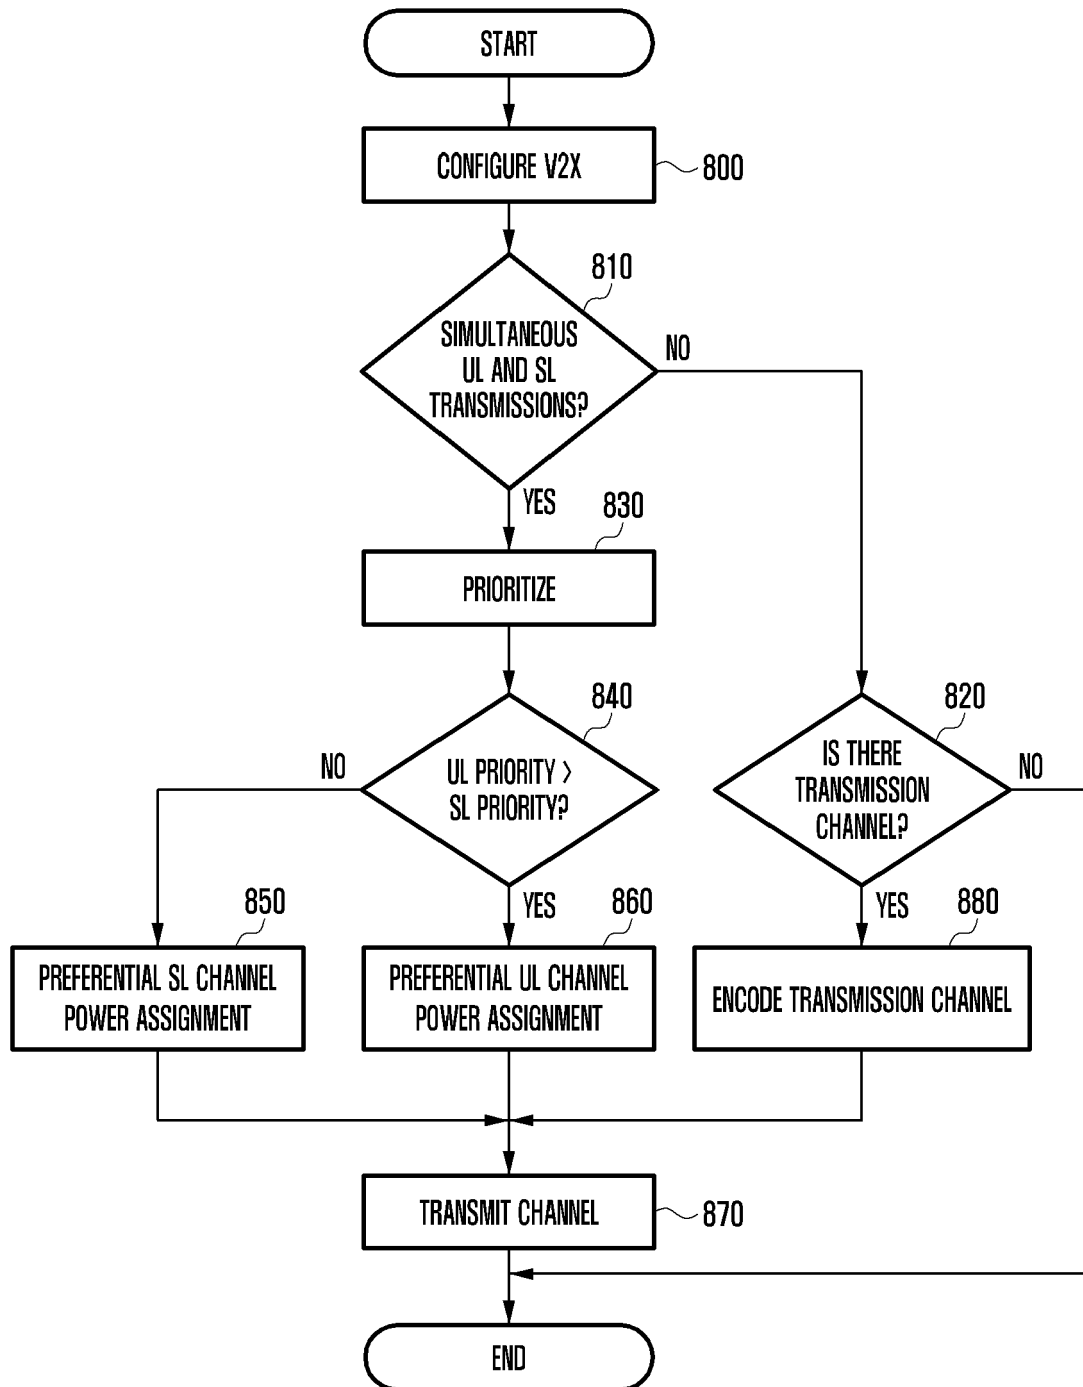 START
CONFIGURE V2X
800
810
SIMULTANEOUS
UL AND SL
TRANSMISSIONS?
NO
YES
830
PRIORITIZE
840
820
NO
UL PRIORITY >
SL PRIORITY?
IS THERE
TRANSMISSION
CHANNEL?
NO
850
YES
860
YES
880
PREFERENTIAL SL CHANNEL
POWER ASSIGNMENT
PREFERENTIAL UL CHANNEL
POWER ASSIGNMENT
ENCODE TRANSMISSION CHANNEL
TRANSMIT CHANNEL
870
END